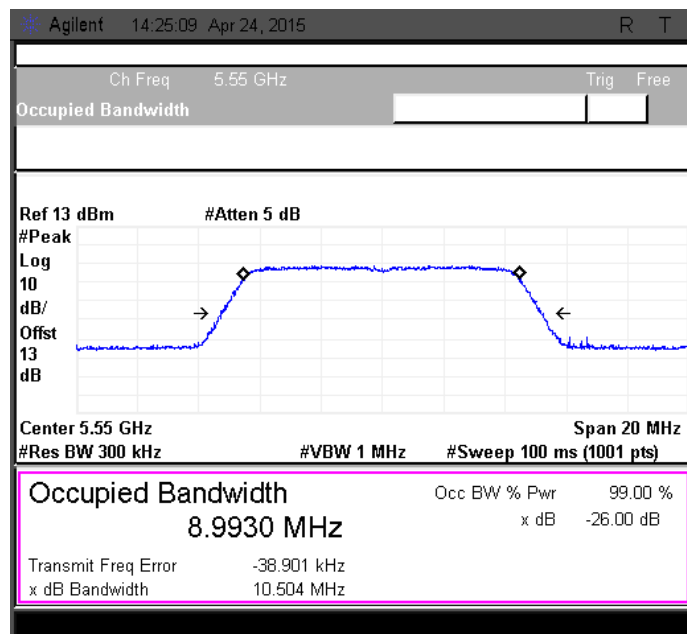 Agilent 14:25:09 Apr 24, 2015 R T
Ch Freq 5.55 GHz Trig Free
Occupied Bandwidth
Ref 13 dBm #Atten 5 dB
#Peak
Log
10
dB/
Offst
13
dB
Center 5.55 GHz Span 20 MHz
#Res BW 300 kHz #VBW 1 MHz #Sweep 100 ms (1001 pts)
Occupied Bandwidth Occ BW % Pwr 99.00 %
8.9930 MHz x dB -26.00 dB
Transmit Freq Error -38.901 kHz
x dB Bandwidth 10.504 MHz